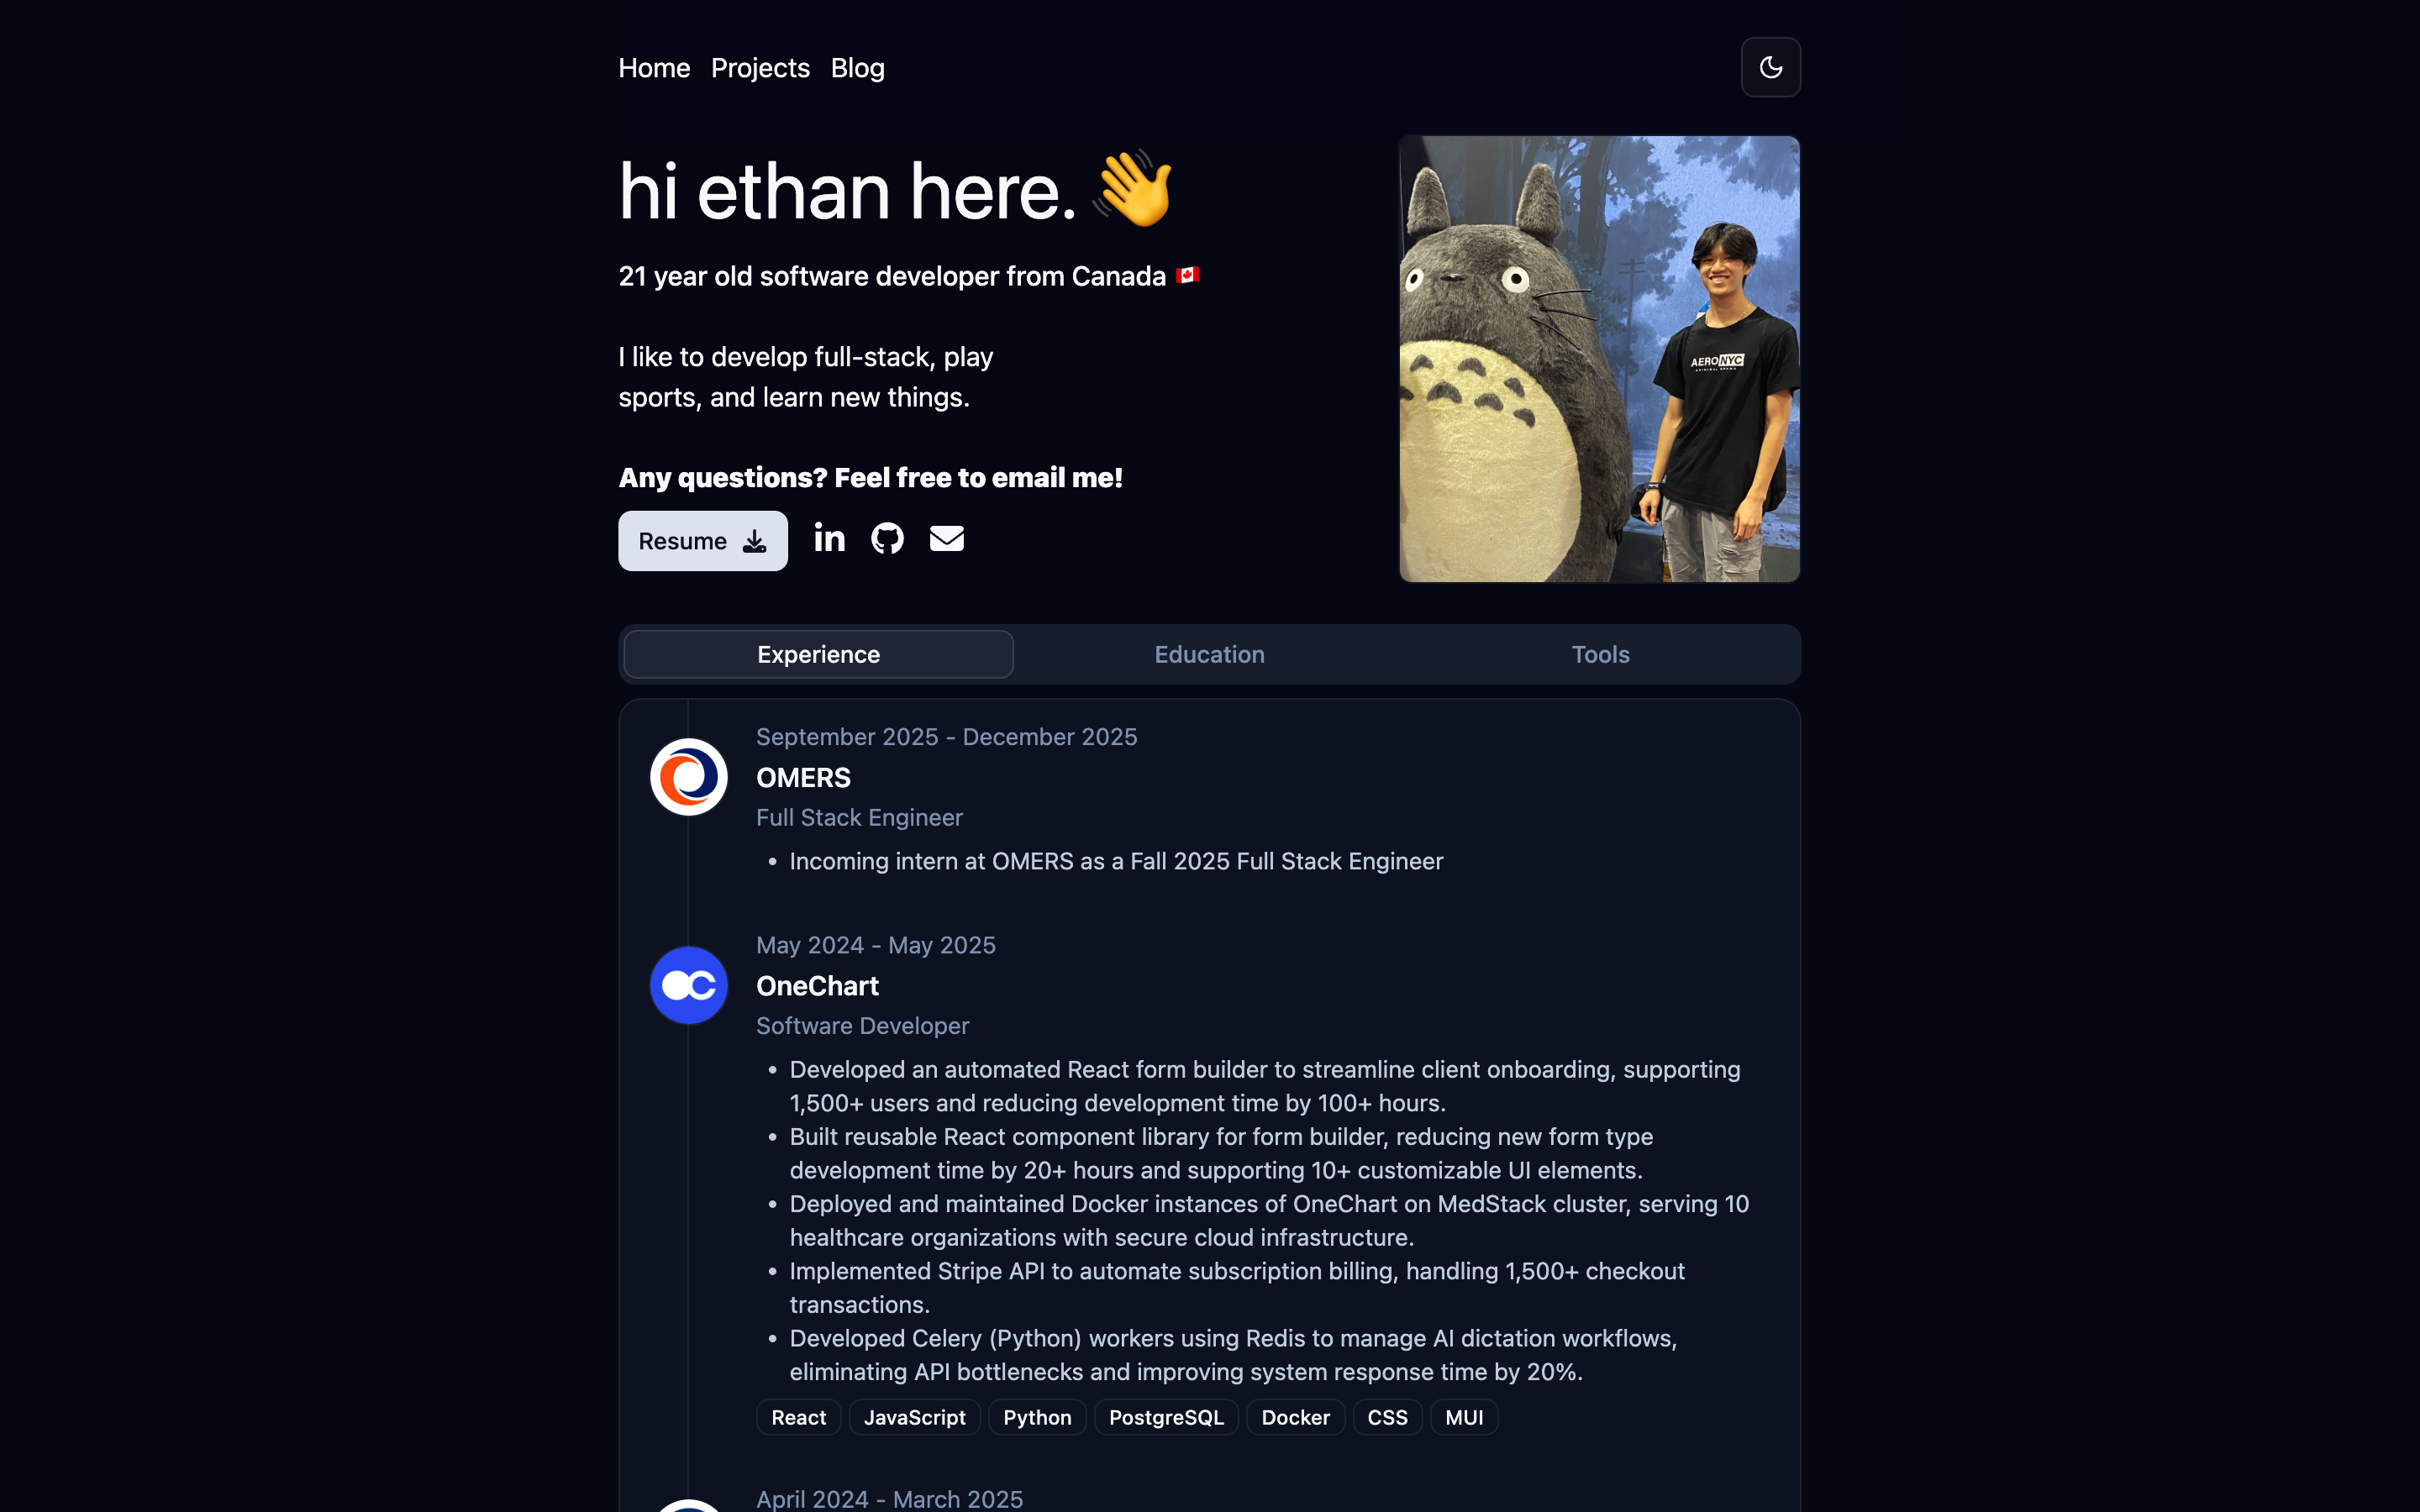 Home Projects Blog
hi ethan here. 👋
21 year old software developer from Canada 🇨🇦
I like to develop full-stack, play
sports, and learn new things.
Any questions? Feel free to email me!
Resume
AERONYC
Experience Education Tools
September 2025 - December 2025
OMERS
Full Stack Engineer
• Incoming intern at OMERS as a Fall 2025 Full Stack Engineer
May 2024 - May 2025
OneChart
Software Developer
• Developed an automated React form builder to streamline client onboarding, supporting
1,500+ users and reducing development time by 100+ hours.
• Built reusable React component library for form builder, reducing new form type
development time by 20+ hours and supporting 10+ customizable UI elements.
• Deployed and maintained Docker instances of OneChart on MedStack cluster, serving 10
healthcare organizations with secure cloud infrastructure.
• Implemented Stripe API to automate subscription billing, handling 1,500+ checkout
transactions.
• Developed Celery (Python) workers using Redis to manage AI dictation workflows,
eliminating API bottlenecks and improving system response time by 20%.
React JavaScript Python PostgreSQL Docker CSS MUI
April 2024 - March 2025